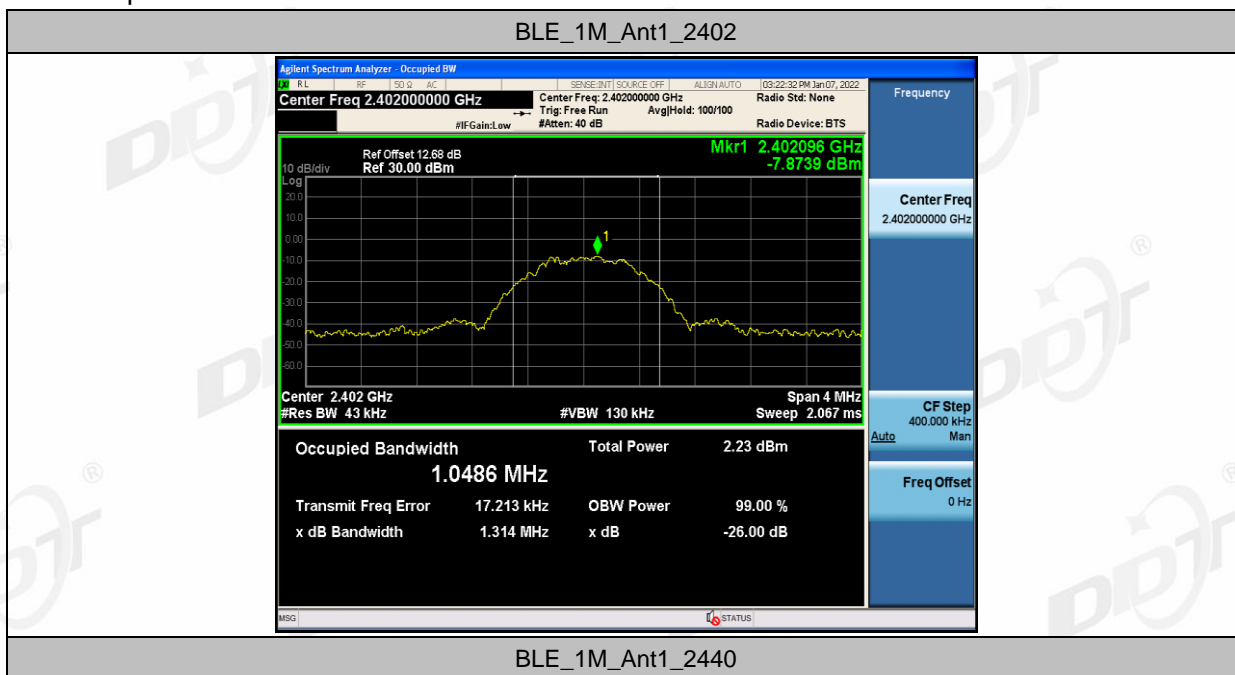 BLE_1M_Ant1_2402
Agilent Spectrum Analyzer - Occupied BW
RL RF 50 Ω AC SENSE:INT SOURCE OFF ALIGN AUTO 03:22:32 PM Jan 07, 2022
Center Freq 2.402000000 GHz
Center Freq: 2.402000000 GHz Radio Std: None
Trig: Free Run Avg|Hold: 100/100
#IFGain:Low #Atten: 40 dB Radio Device: BTS
Frequency
Mkr1 2.402096 GHz
-7.8739 dBm
Ref Offset 12.68 dB
10 dB/div Ref 30.00 dBm
Log
20.0
10.0
0.00
-10.0
-20.0
-30.0
-40.0
-50.0
-60.0
1
Center 2.402 GHz Span 4 MHz
#Res BW 43 kHz #VBW 130 kHz Sweep 2.067 ms
Center Freq
2.402000000 GHz
CF Step
400.000 kHz
Auto Man
Freq Offset
0 Hz
Occupied Bandwidth Total Power 2.23 dBm
1.0486 MHz
Transmit Freq Error 17.213 kHz OBW Power 99.00 %
x dB Bandwidth 1.314 MHz x dB -26.00 dB
MSG STATUS
BLE_1M_Ant1_2440
DDT
®